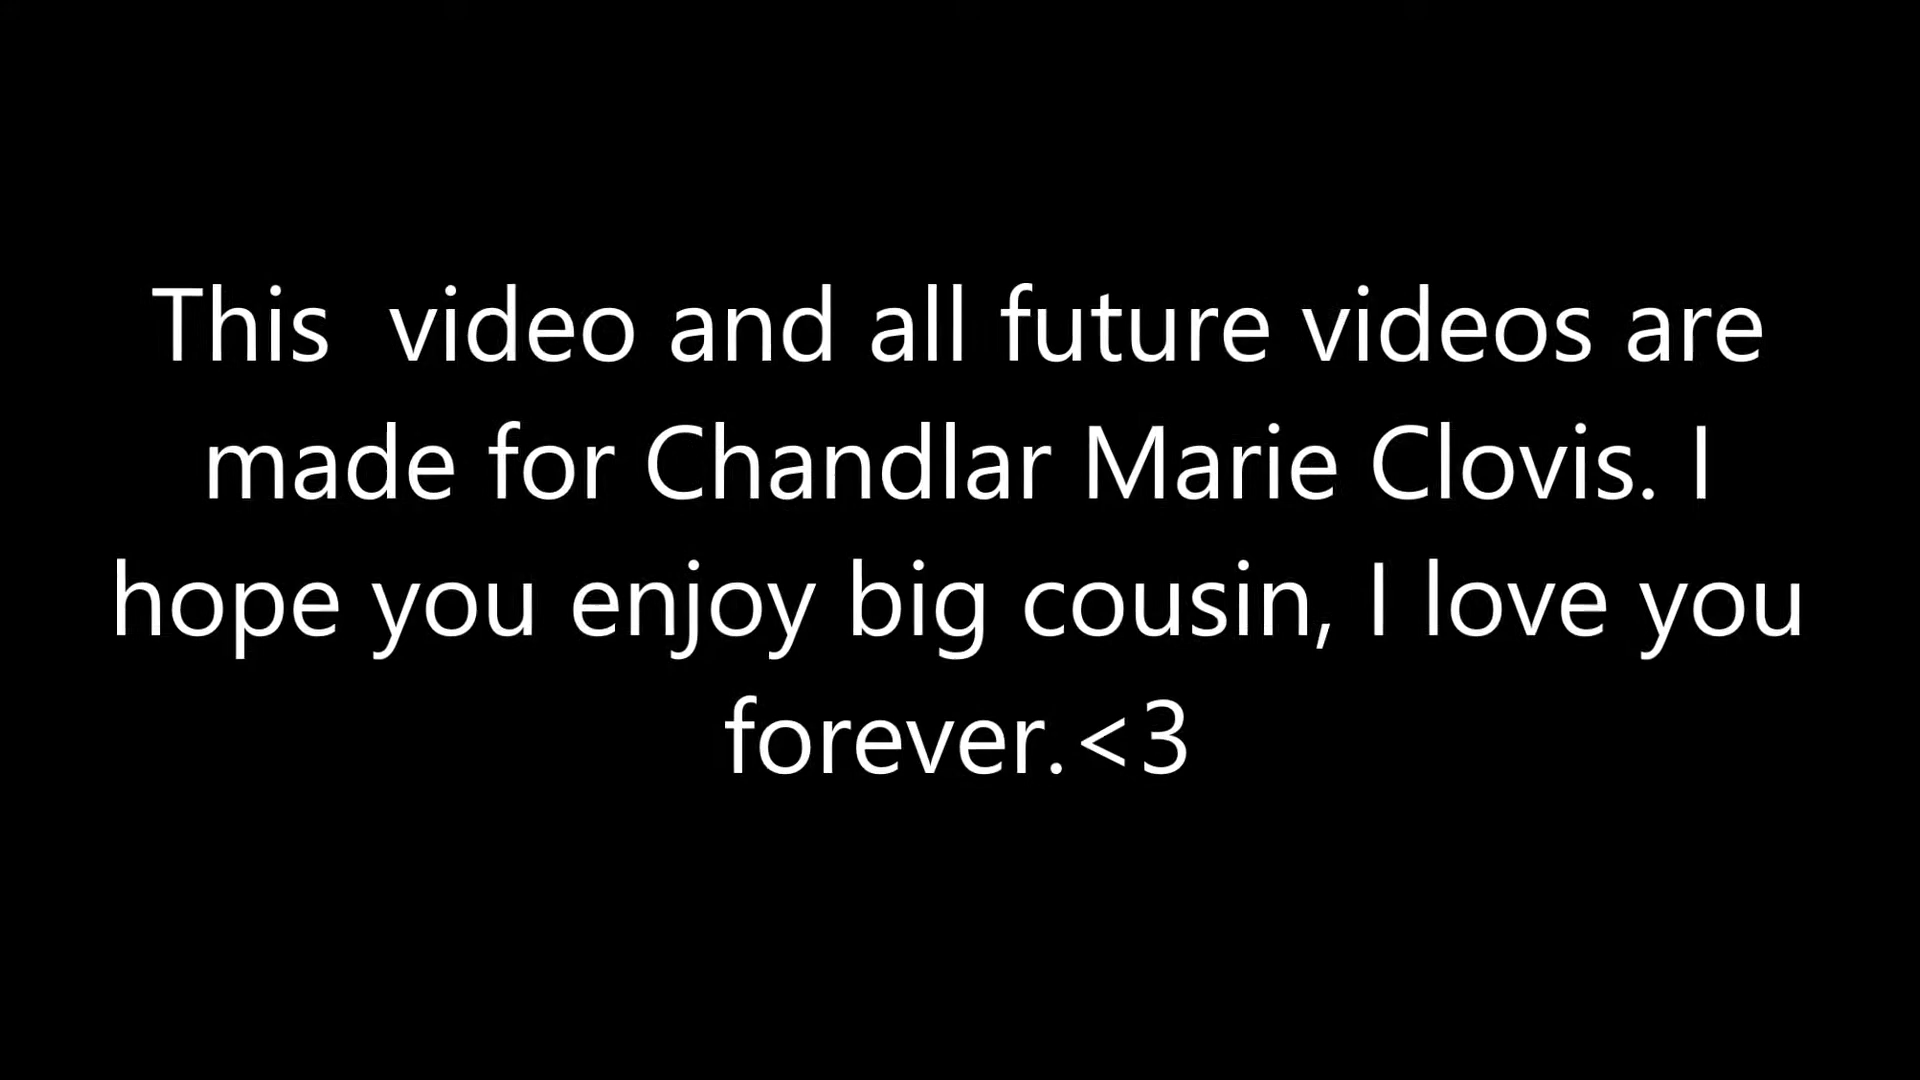 This  video and all future videos are
made for Chandlar Marie Clovis. I
hope you enjoy big cousin, I love you
forever.<3